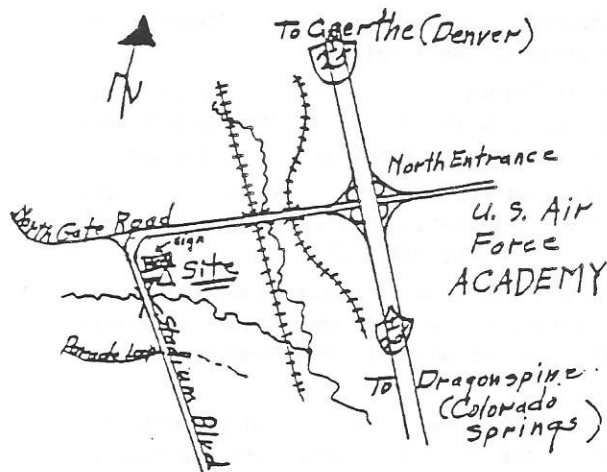 To Caerthe (Denver)
25
N
North Entrance
North Gate Road
U. S. Air
Force
ACADEMY
sign
Site
Stadium Blvd
Parade Loop
25
To Dragonspine
(Colorado
Springs)